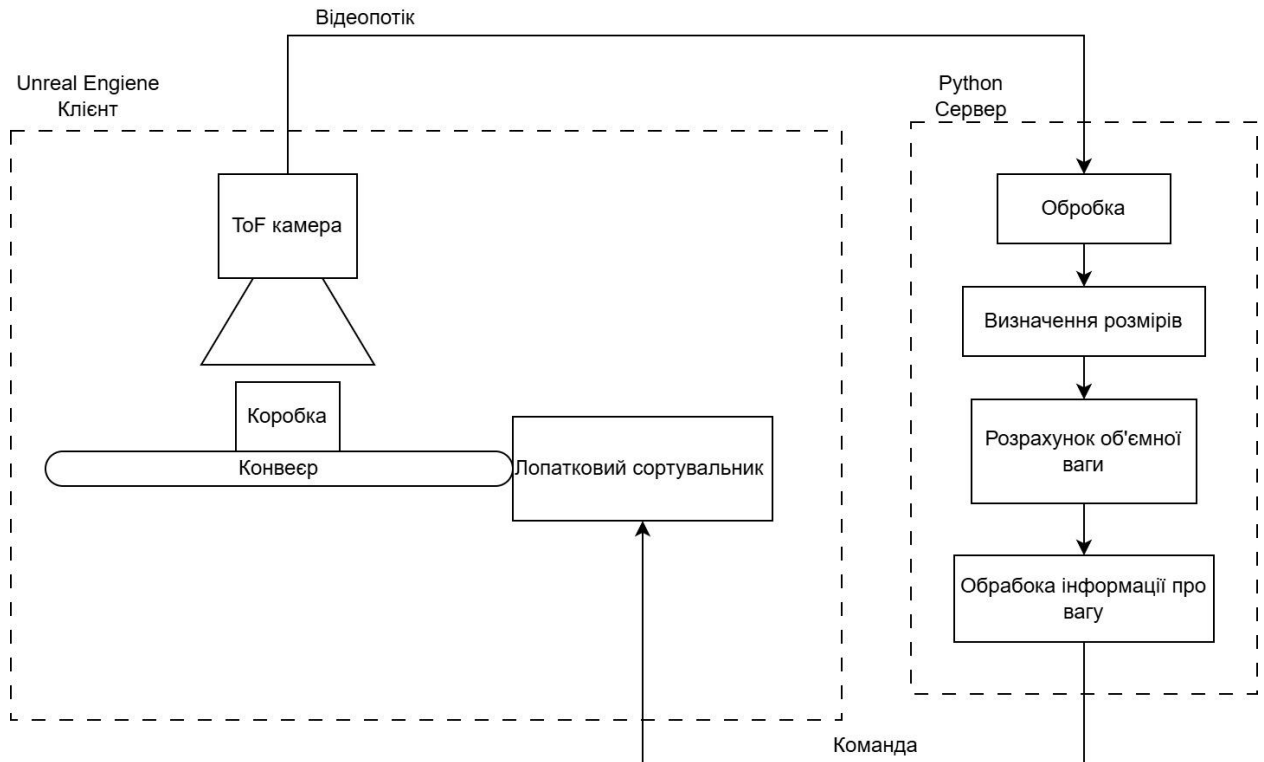 Відеопотік
Unreal Engiene
Клієнт
Python
Сервер
ToF камера
Обробка
Визначення розмірів
Коробка
Конвеєр
Лопатковий сортувальник
Розрахунок об'ємної
ваги
Обрабока інформації про
вагу
Команда